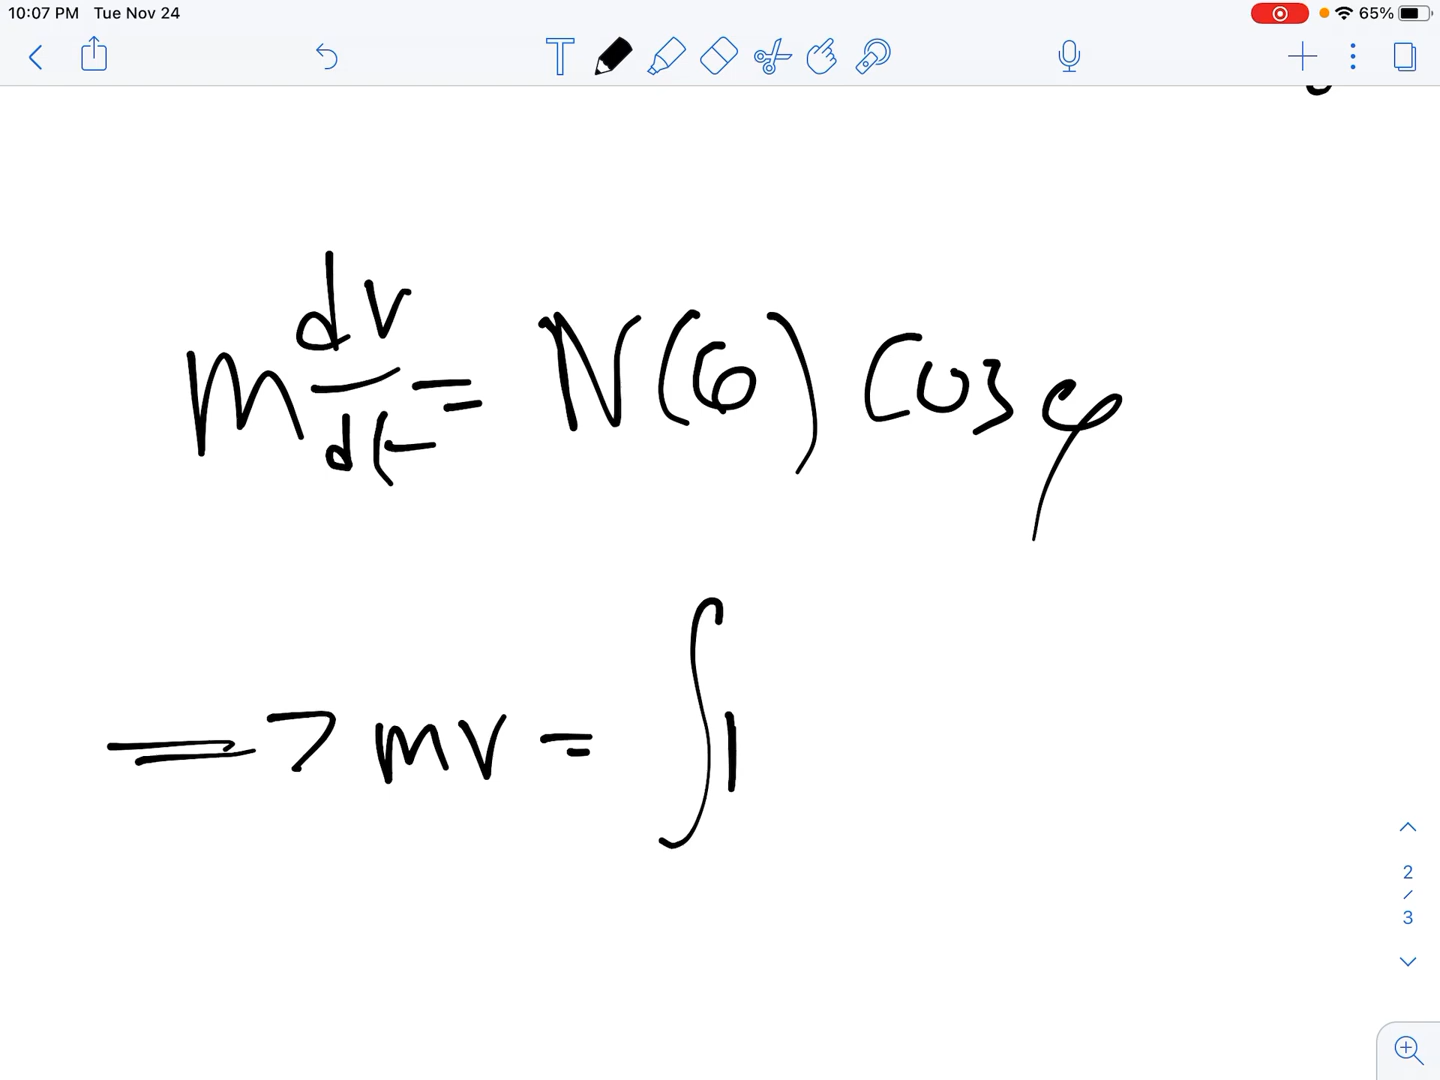 10:07 PM Tue Nov 24 65%
T
m dv/dt = N(6) cos φ
=> mv = ∫
2
/
3